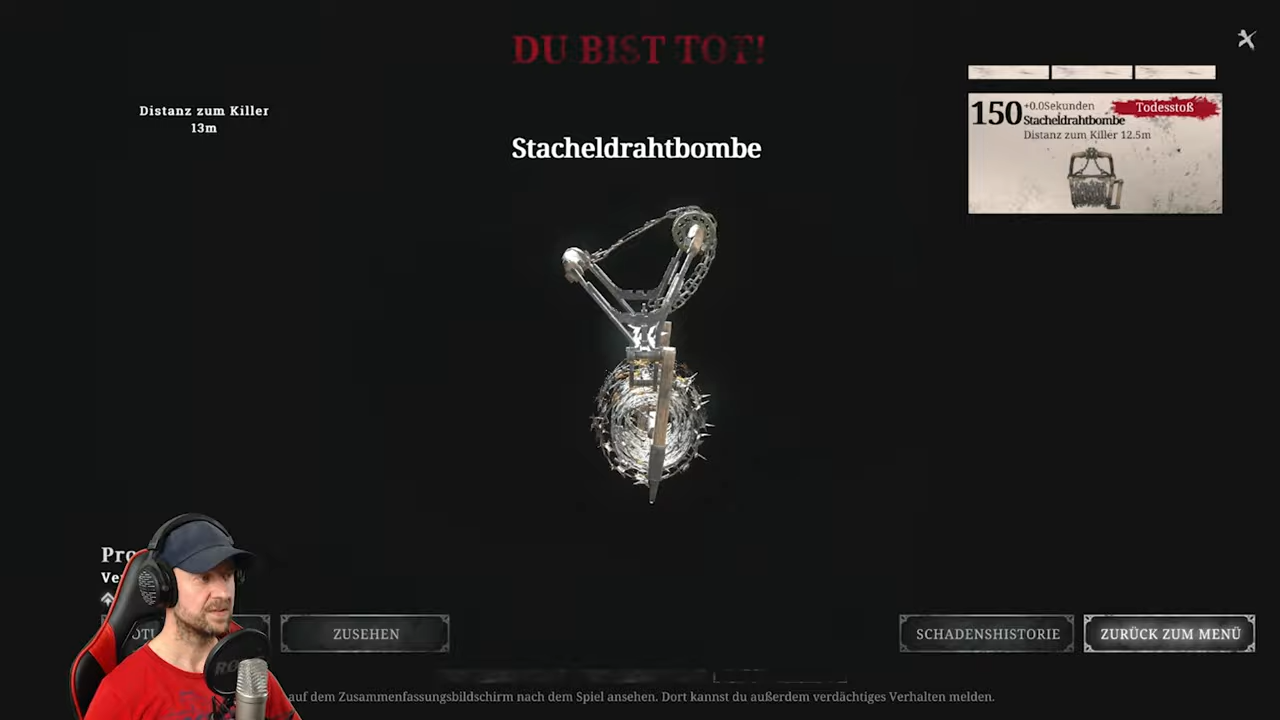 DU BIST TOT!
Distanz zum Killer
13m
Stacheldrahtbombe
150
+0.0Sekunden
Todesstoß
Stacheldrahtbombe
Distanz zum Killer 12.5m
ZUSEHEN
SCHADENSHISTORIE
ZURÜCK ZUM MENÜ
auf dem Zusammenfassungsbildschirm nach dem Spiel ansehen. Dort kannst du außerdem verdächtiges Verhalten melden.